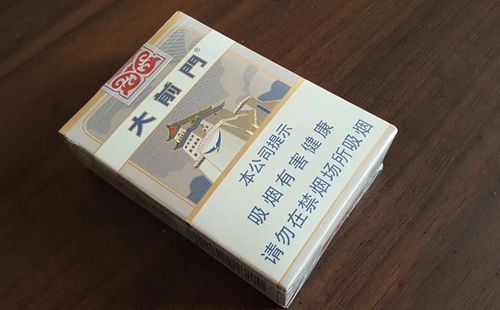 大前門®
本公司提示
吸烟有害健康
请勿在禁烟场所吸烟